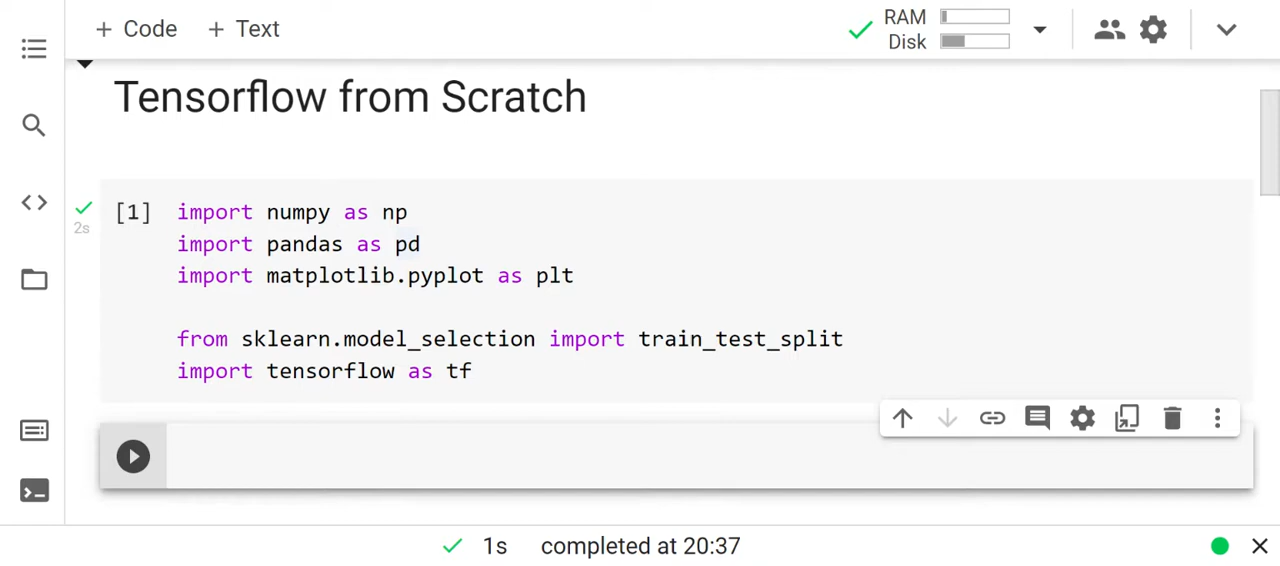 + Code + Text
RAM
Disk
Tensorflow from Scratch
[1] import numpy as np
2s
import pandas as pd
import matplotlib.pyplot as plt
from sklearn.model_selection import train_test_split
import tensorflow as tf
1s completed at 20:37